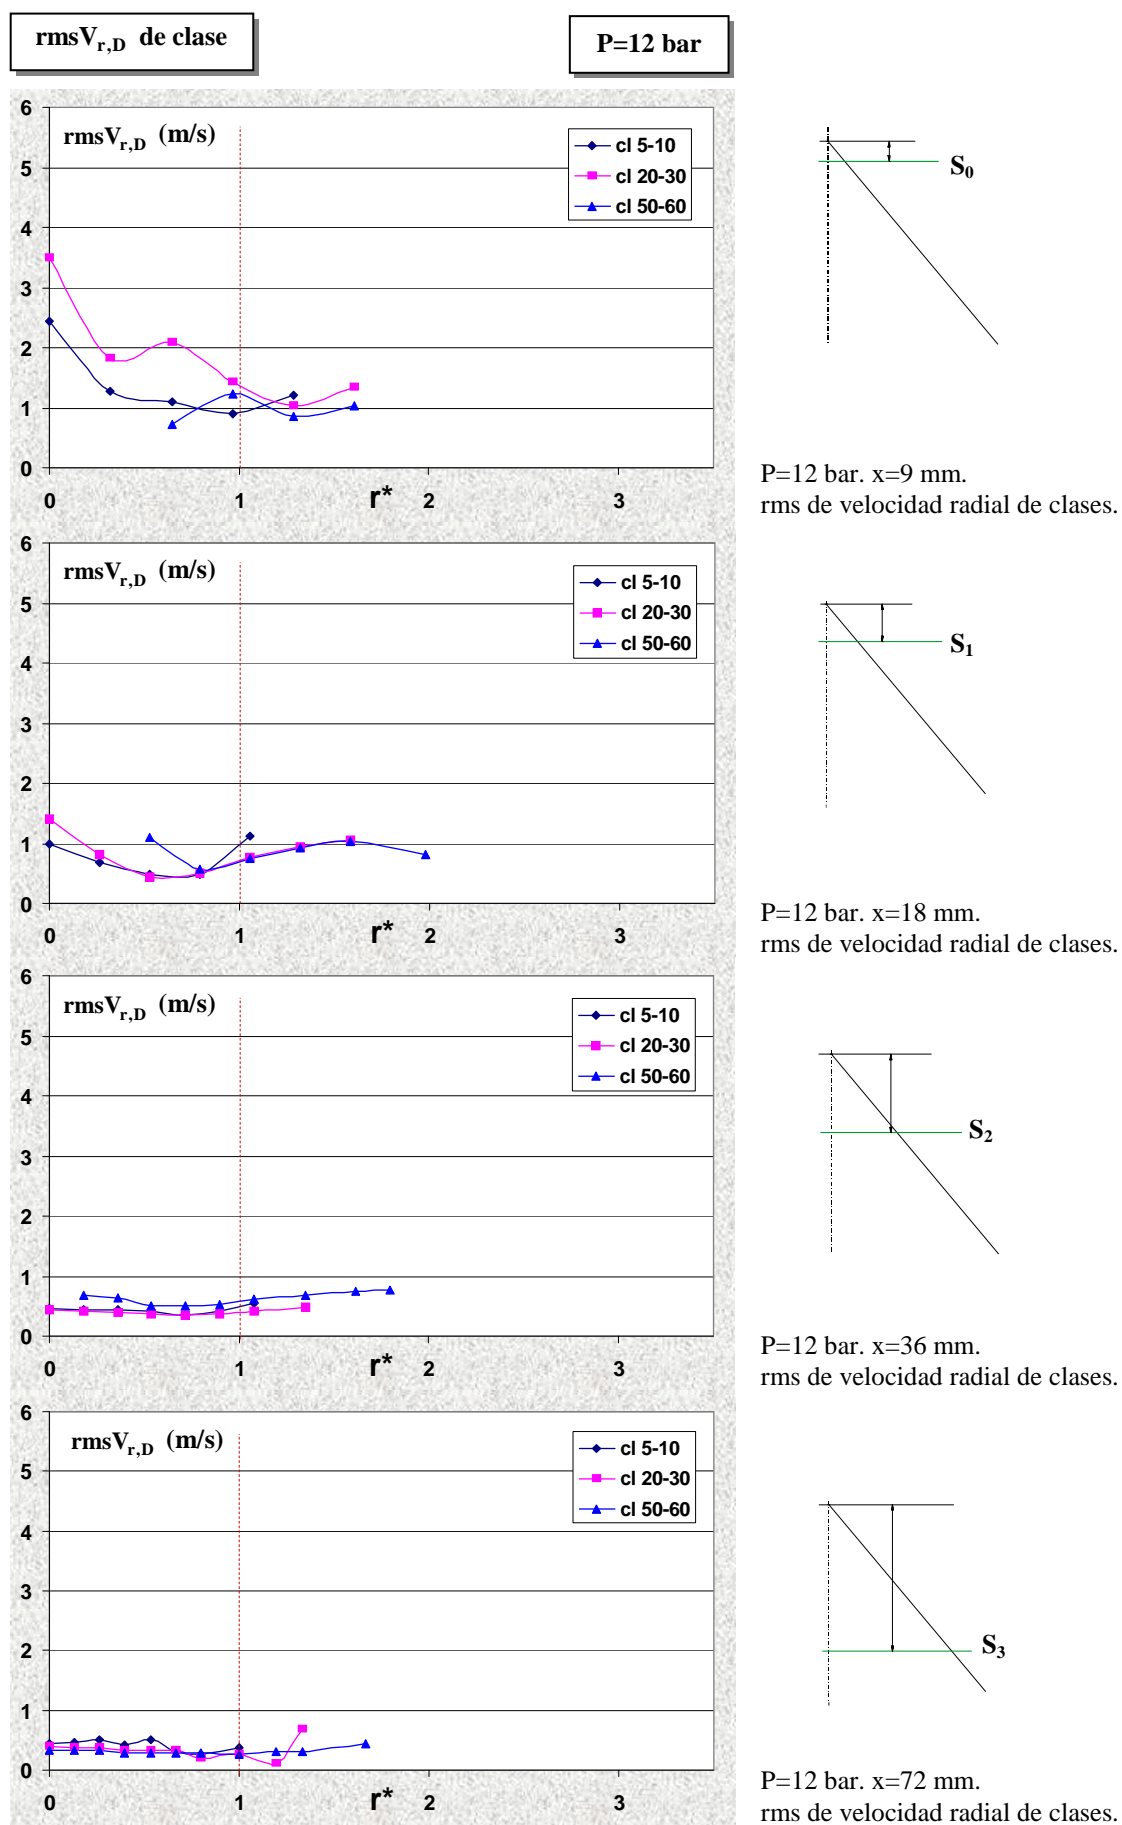 rmsVr,D de clase
P=12 bar
6
5
4
3
2
1
0
rmsVr,D (m/s)
cl 5-10
cl 20-30
cl 50-60
0 1 r* 2 3
S0
P=12 bar. x=9 mm.
rms de velocidad radial de clases.
6
5
4
3
2
1
0
rmsVr,D (m/s)
cl 5-10
cl 20-30
cl 50-60
0 1 r* 2 3
S1
P=12 bar. x=18 mm.
rms de velocidad radial de clases.
6
5
4
3
2
1
0
rmsVr,D (m/s)
cl 5-10
cl 20-30
cl 50-60
0 1 r* 2 3
S2
P=12 bar. x=36 mm.
rms de velocidad radial de clases.
6
5
4
3
2
1
0
rmsVr,D (m/s)
cl 5-10
cl 20-30
cl 50-60
0 1 r* 2 3
S3
P=12 bar. x=72 mm.
rms de velocidad radial de clases.